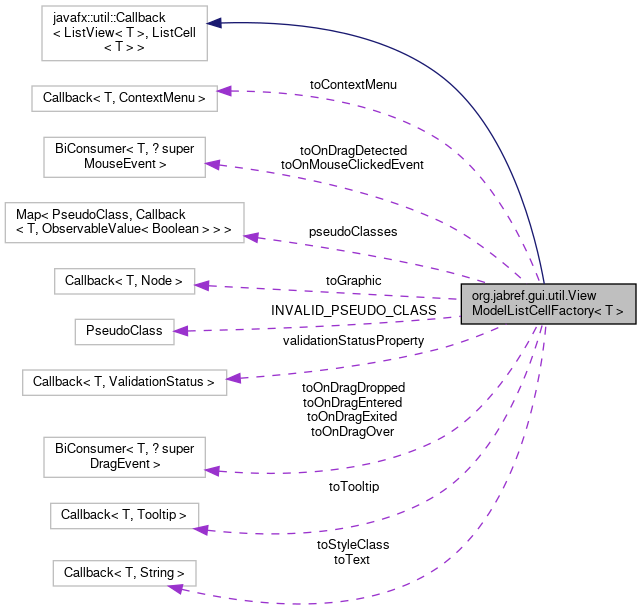 javafx::util::Callback
< ListView< T >, ListCell
< T > >
toContextMenu
Callback< T, ContextMenu >
BiConsumer< T, ? super
MouseEvent >
toOnDragDetected
toOnMouseClickedEvent
Map< PseudoClass, Callback
< T, ObservableValue< Boolean > > >
pseudoClasses
Callback< T, Node >
toGraphic
org.jabref.gui.util.View
ModelListCellFactory< T >
INVALID_PSEUDO_CLASS
PseudoClass
validationStatusProperty
Callback< T, ValidationStatus >
toOnDragDropped
toOnDragEntered
toOnDragExited
toOnDragOver
BiConsumer< T, ? super
DragEvent >
toTooltip
Callback< T, Tooltip >
toStyleClass
toText
Callback< T, String >